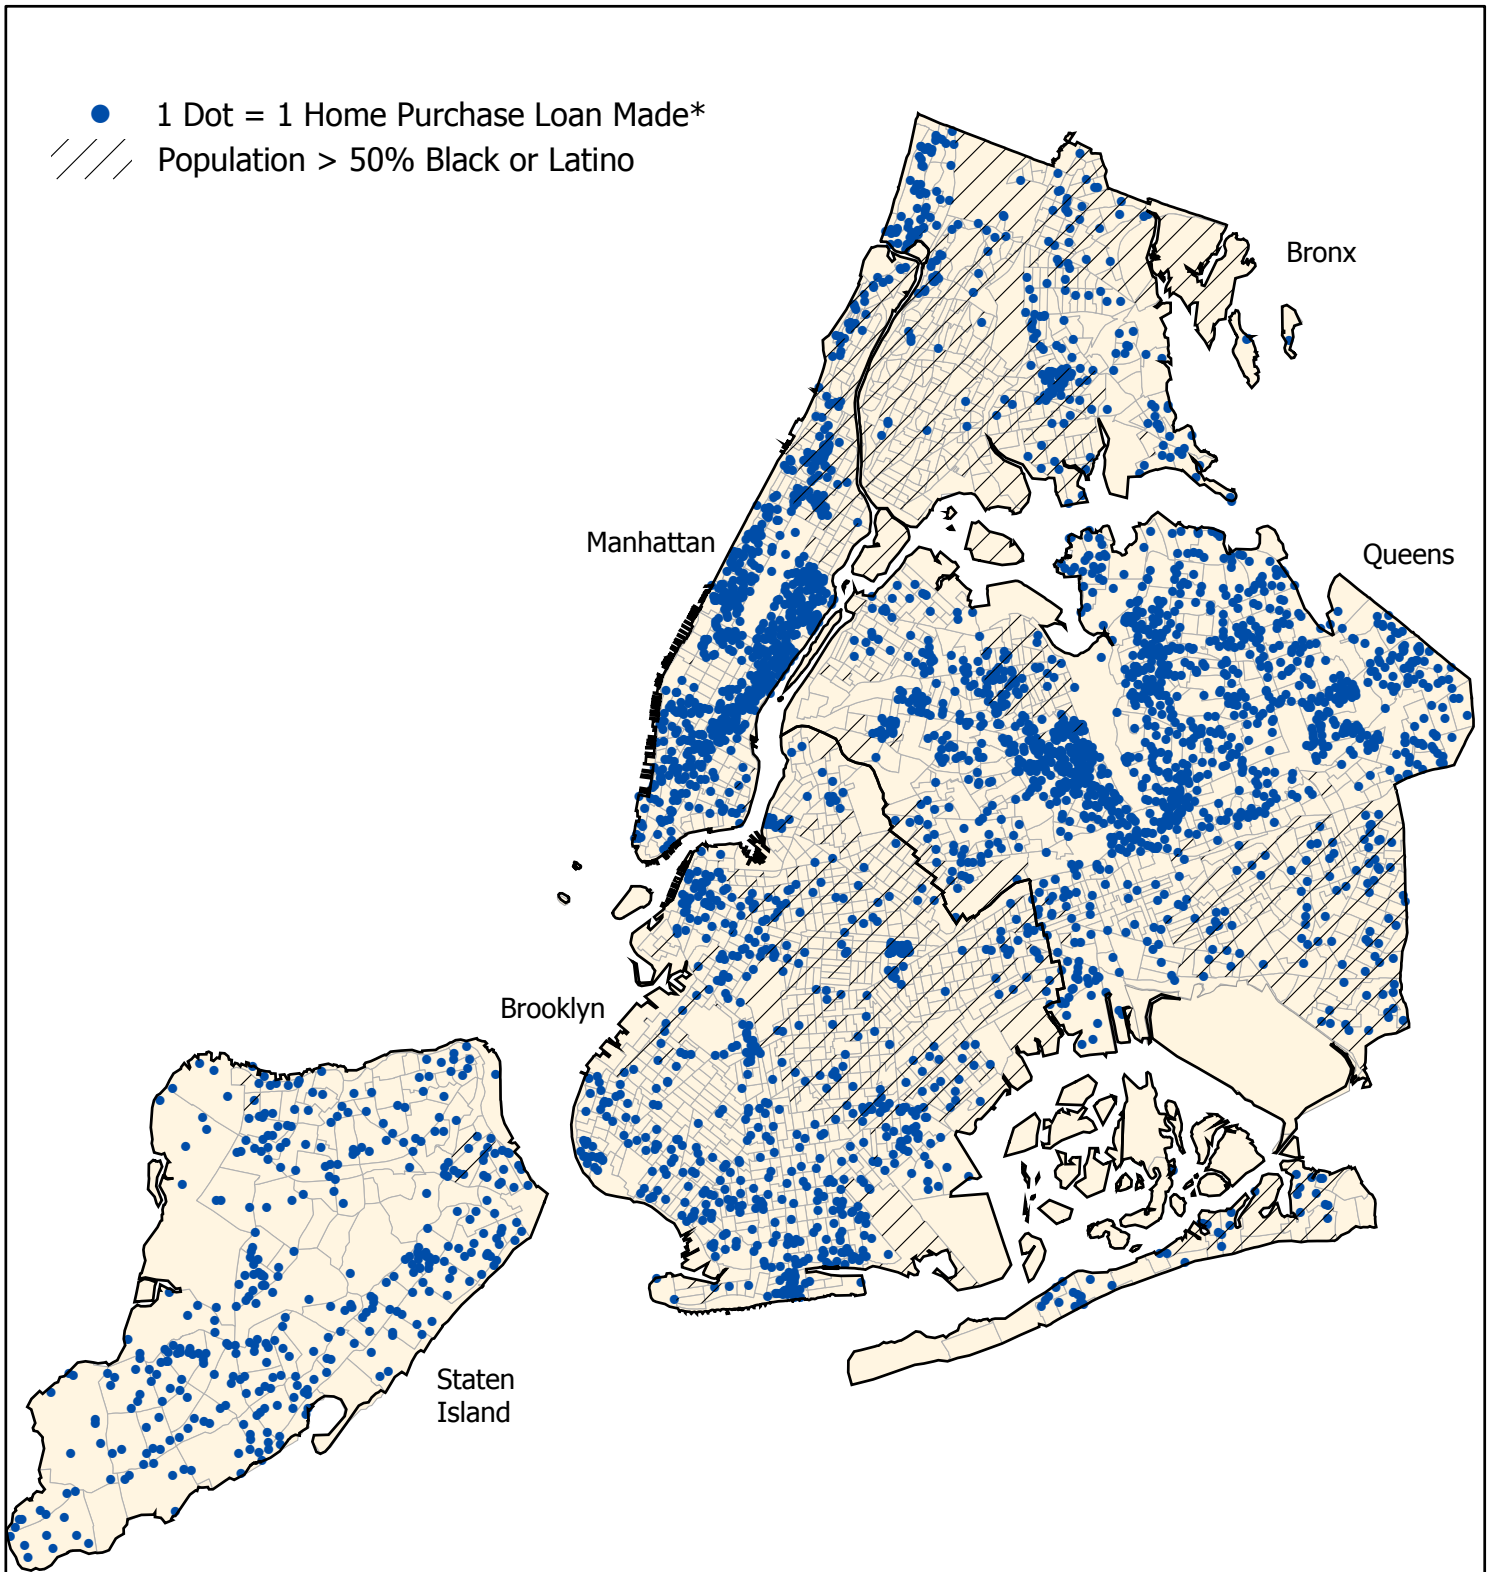 1 Dot = 1 Home Purchase Loan Made*
Population > 50% Black or Latino
Bronx
Manhattan
Queens
Brooklyn
Staten
Island